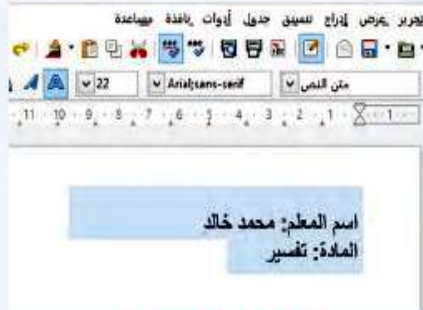 تحرير عرض إدراج تنسيق جدول أدوات نافذة مساعدة
متن النص Arial;sans-serif 22
11 10 9 8 7 6 5 4 3 2 1 1
اسم المعلم: محمد خالد
المادة: تفسير